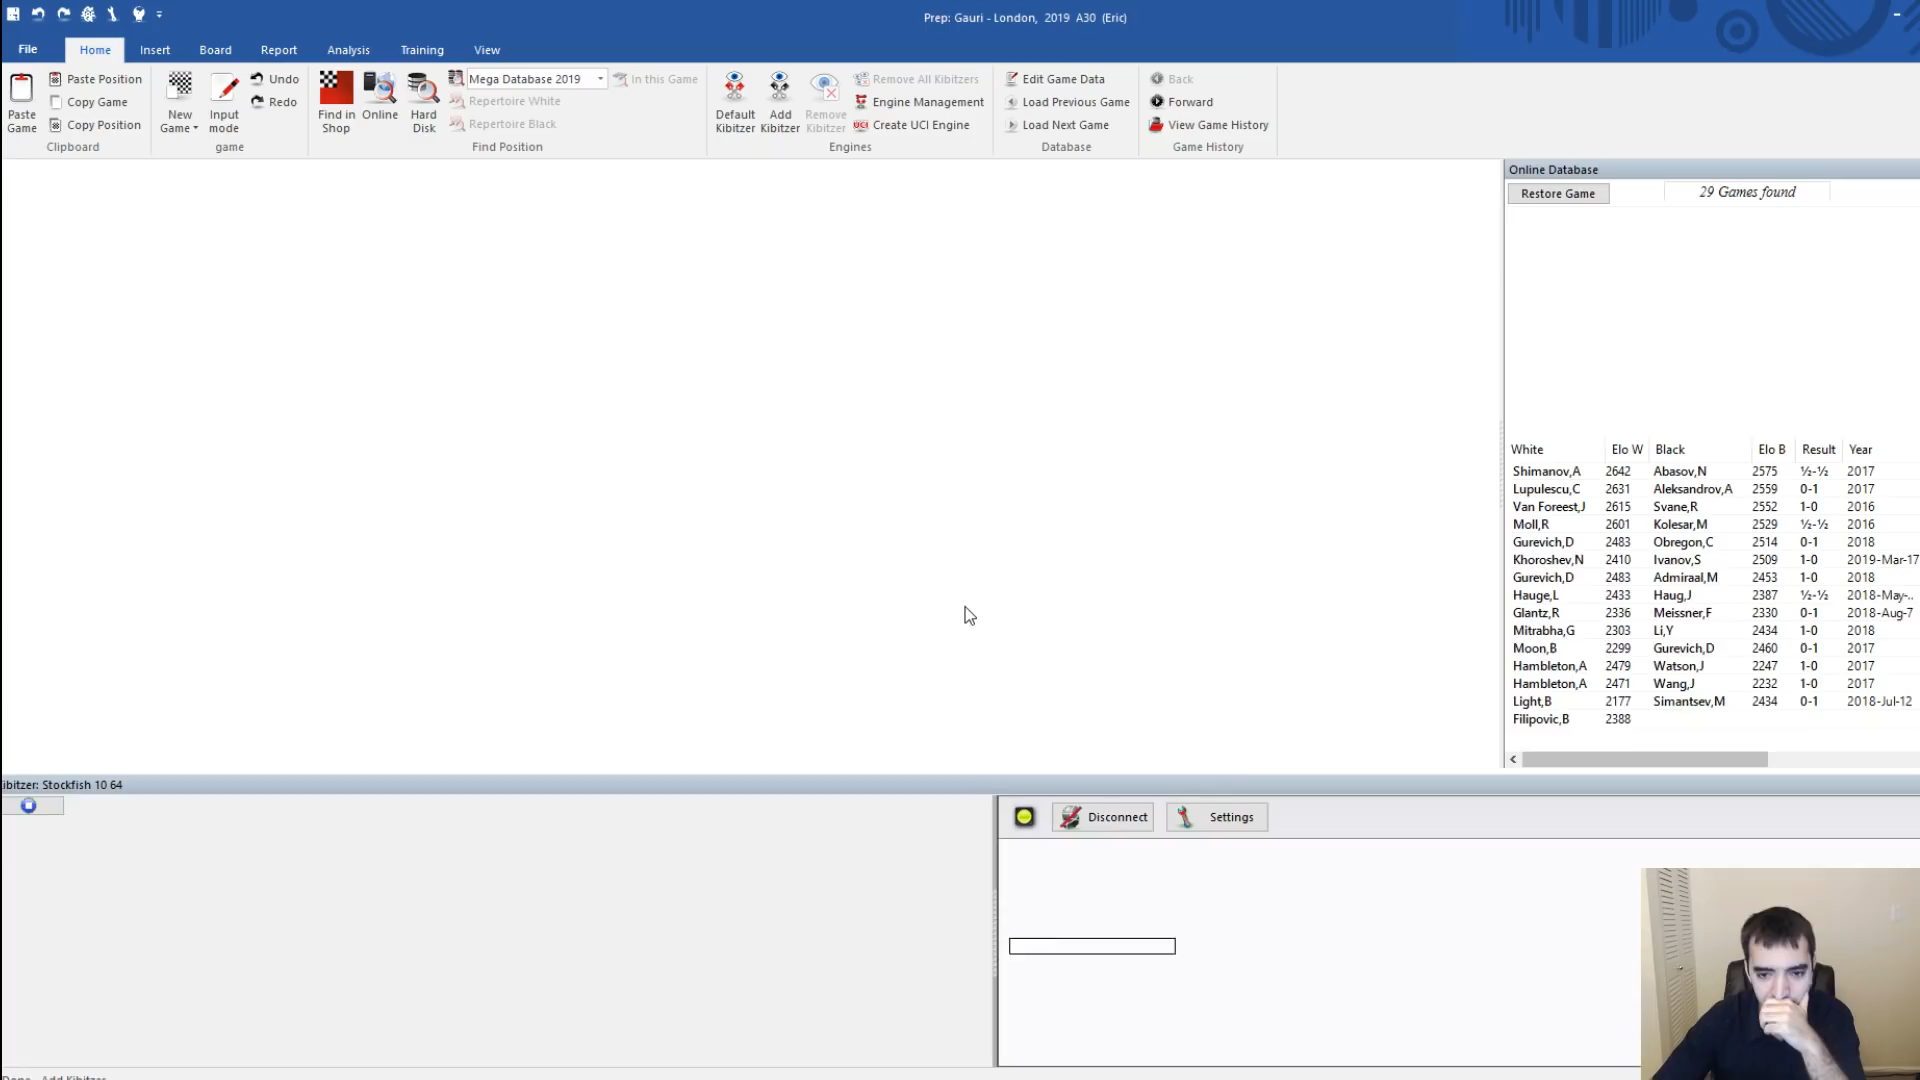 Prep: Gauri - London, 2019 A30 (Eric)
File Home Insert Board Report Analysis Training View
Paste Game
Paste Position
Copy Game
Copy Position
Clipboard
New Game
Input mode
Undo
Redo
game
Find in Shop
Online
Hard Disk
Mega Database 2019
In this Game
Repertoire White
Repertoire Black
Find Position
Default Kibitzer
Add Kibitzer
Remove Kibitzer
Remove All Kibitzers
Engine Management
UCI Create UCI Engine
Engines
Edit Game Data
Load Previous Game
Load Next Game
Database
Back
Forward
View Game History
Game History
Online Database
Restore Game 29 Games found
White Elo W Black Elo B Result Year
Shimanov,A 2642 Abasov,N 2575 ½-½ 2017
Lupulescu,C 2631 Aleksandrov,A 2559 0-1 2017
Van Foreest,J 2615 Svane,R 2552 1-0 2016
Moll,R 2601 Kolesar,M 2529 ½-½ 2016
Gurevich,D 2483 Obregon,C 2514 0-1 2018
Khoroshev,N 2410 Ivanov,S 2509 1-0 2019-Mar-17
Gurevich,D 2483 Admiraal,M 2453 1-0 2018
Hauge,L 2433 Haug,J 2387 ½-½ 2018-May-..
Glantz,R 2336 Meissner,F 2330 0-1 2018-Aug-7
Mitrabha,G 2303 Li,Y 2434 1-0 2018
Moon,B 2299 Gurevich,D 2460 0-1 2017
Hambleton,A 2479 Watson,J 2247 1-0 2017
Hambleton,A 2471 Wang,J 2232 1-0 2017
Light,B 2177 Simantsev,M 2434 0-1 2018-Jul-12
Filipovic,B 2388
ibitzer: Stockfish 10 64
Disconnect Settings